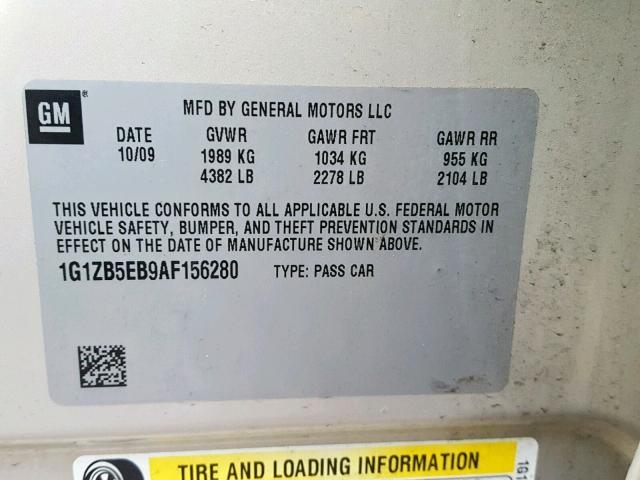 GM ®
MFD BY GENERAL MOTORS LLC
DATE GVWR GAWR FRT GAWR RR
10/09 1989 KG 1034 KG 955 KG
4382 LB 2278 LB 2104 LB
THIS VEHICLE CONFORMS TO ALL APPLICABLE U.S. FEDERAL MOTOR
VEHICLE SAFETY, BUMPER, AND THEFT PREVENTION STANDARDS IN
EFFECT ON THE DATE OF MANUFACTURE SHOWN ABOVE.
1G1ZB5EB9AF156280 TYPE: PASS CAR
TIRE AND LOADING INFORMATION
1G1